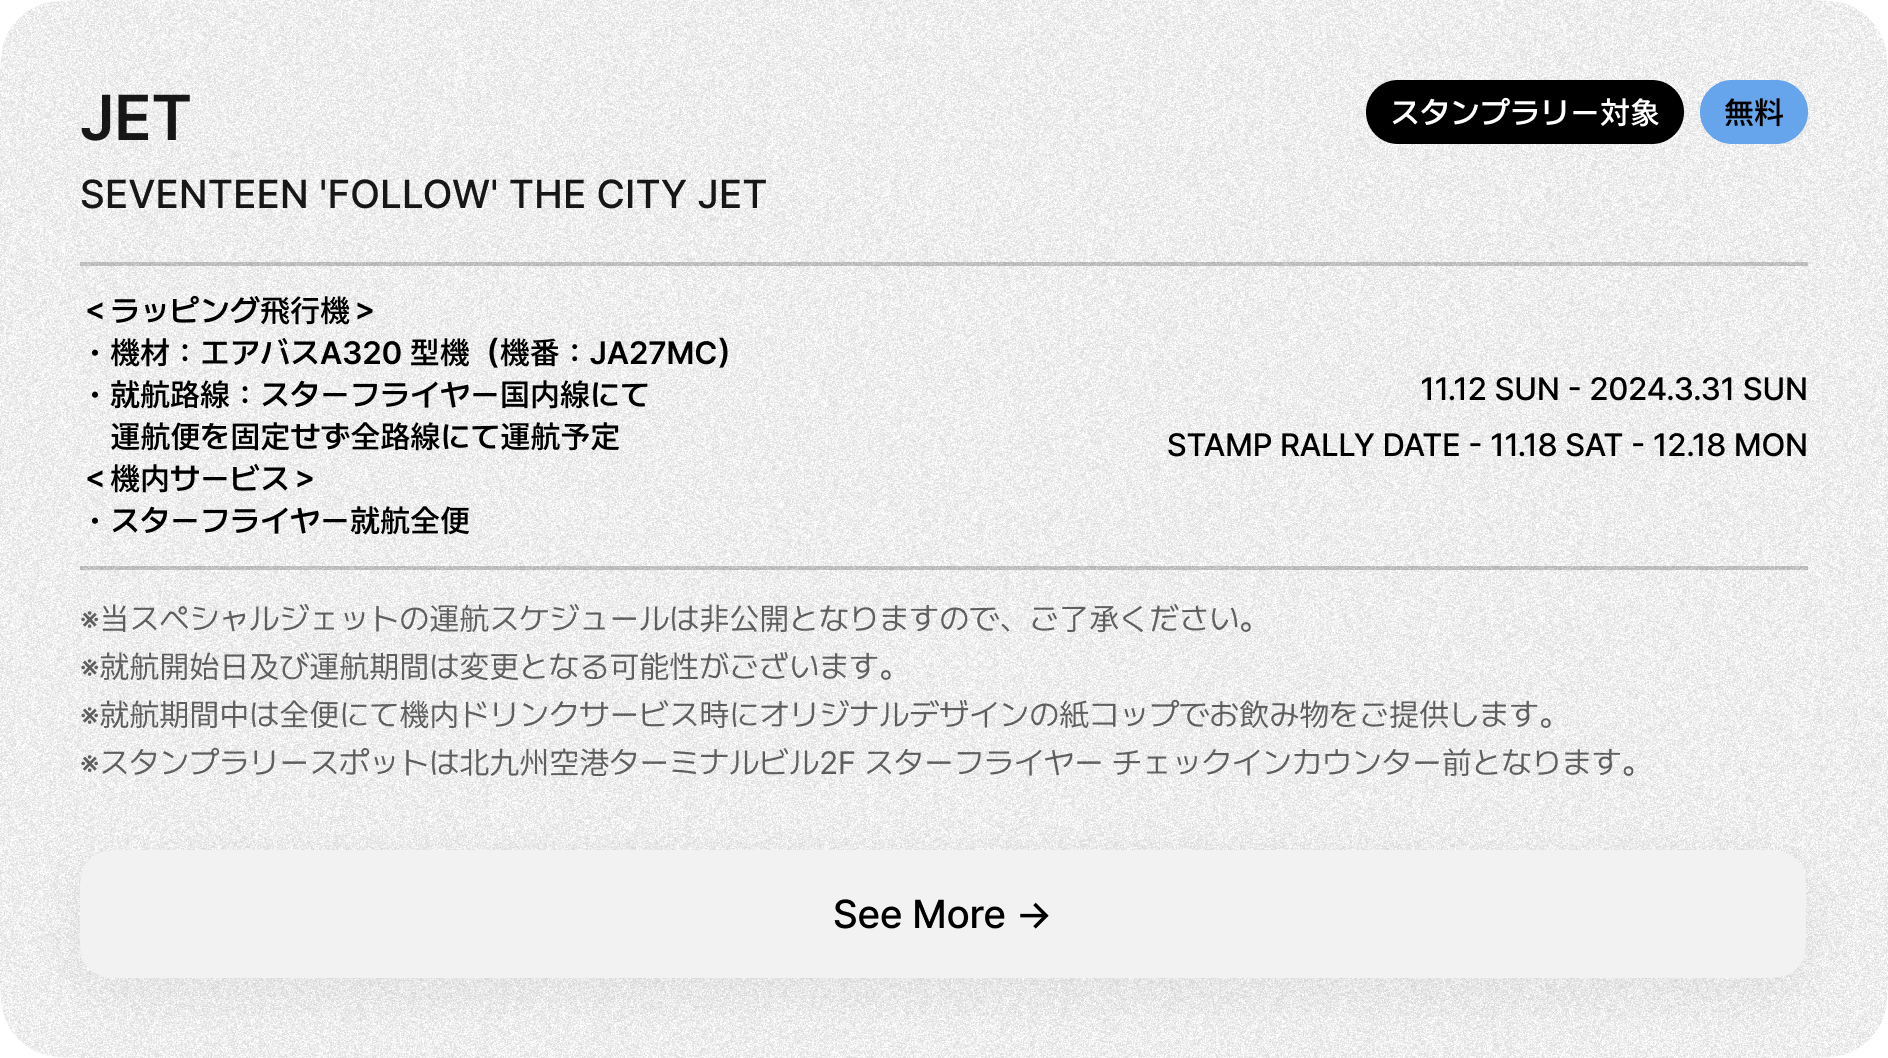 JET
スタンプラリー対象
無料
SEVENTEEN 'FOLLOW' THE CITY JET
<ラッピング飛行機>
・機材：エアバスA320 型機（機番：JA27MC）
・就航路線：スターフライヤー国内線にて
運航便を固定せず全路線にて運航予定
<機内サービス>
・スターフライヤー就航全便
11.12 SUN - 2024.3.31 SUN
STAMP RALLY DATE - 11.18 SAT - 12.18 MON
※当スペシャルジェットの運航スケジュールは非公開となりますので、ご了承ください。
※就航開始日及び運航期間は変更となる可能性がございます。
※就航期間中は全便にて機内ドリンクサービス時にオリジナルデザインの紙コップでお飲み物をご提供します。
※スタンプラリースポットは北九州空港ターミナルビル2F スターフライヤー チェックインカウンター前となります。
See More →